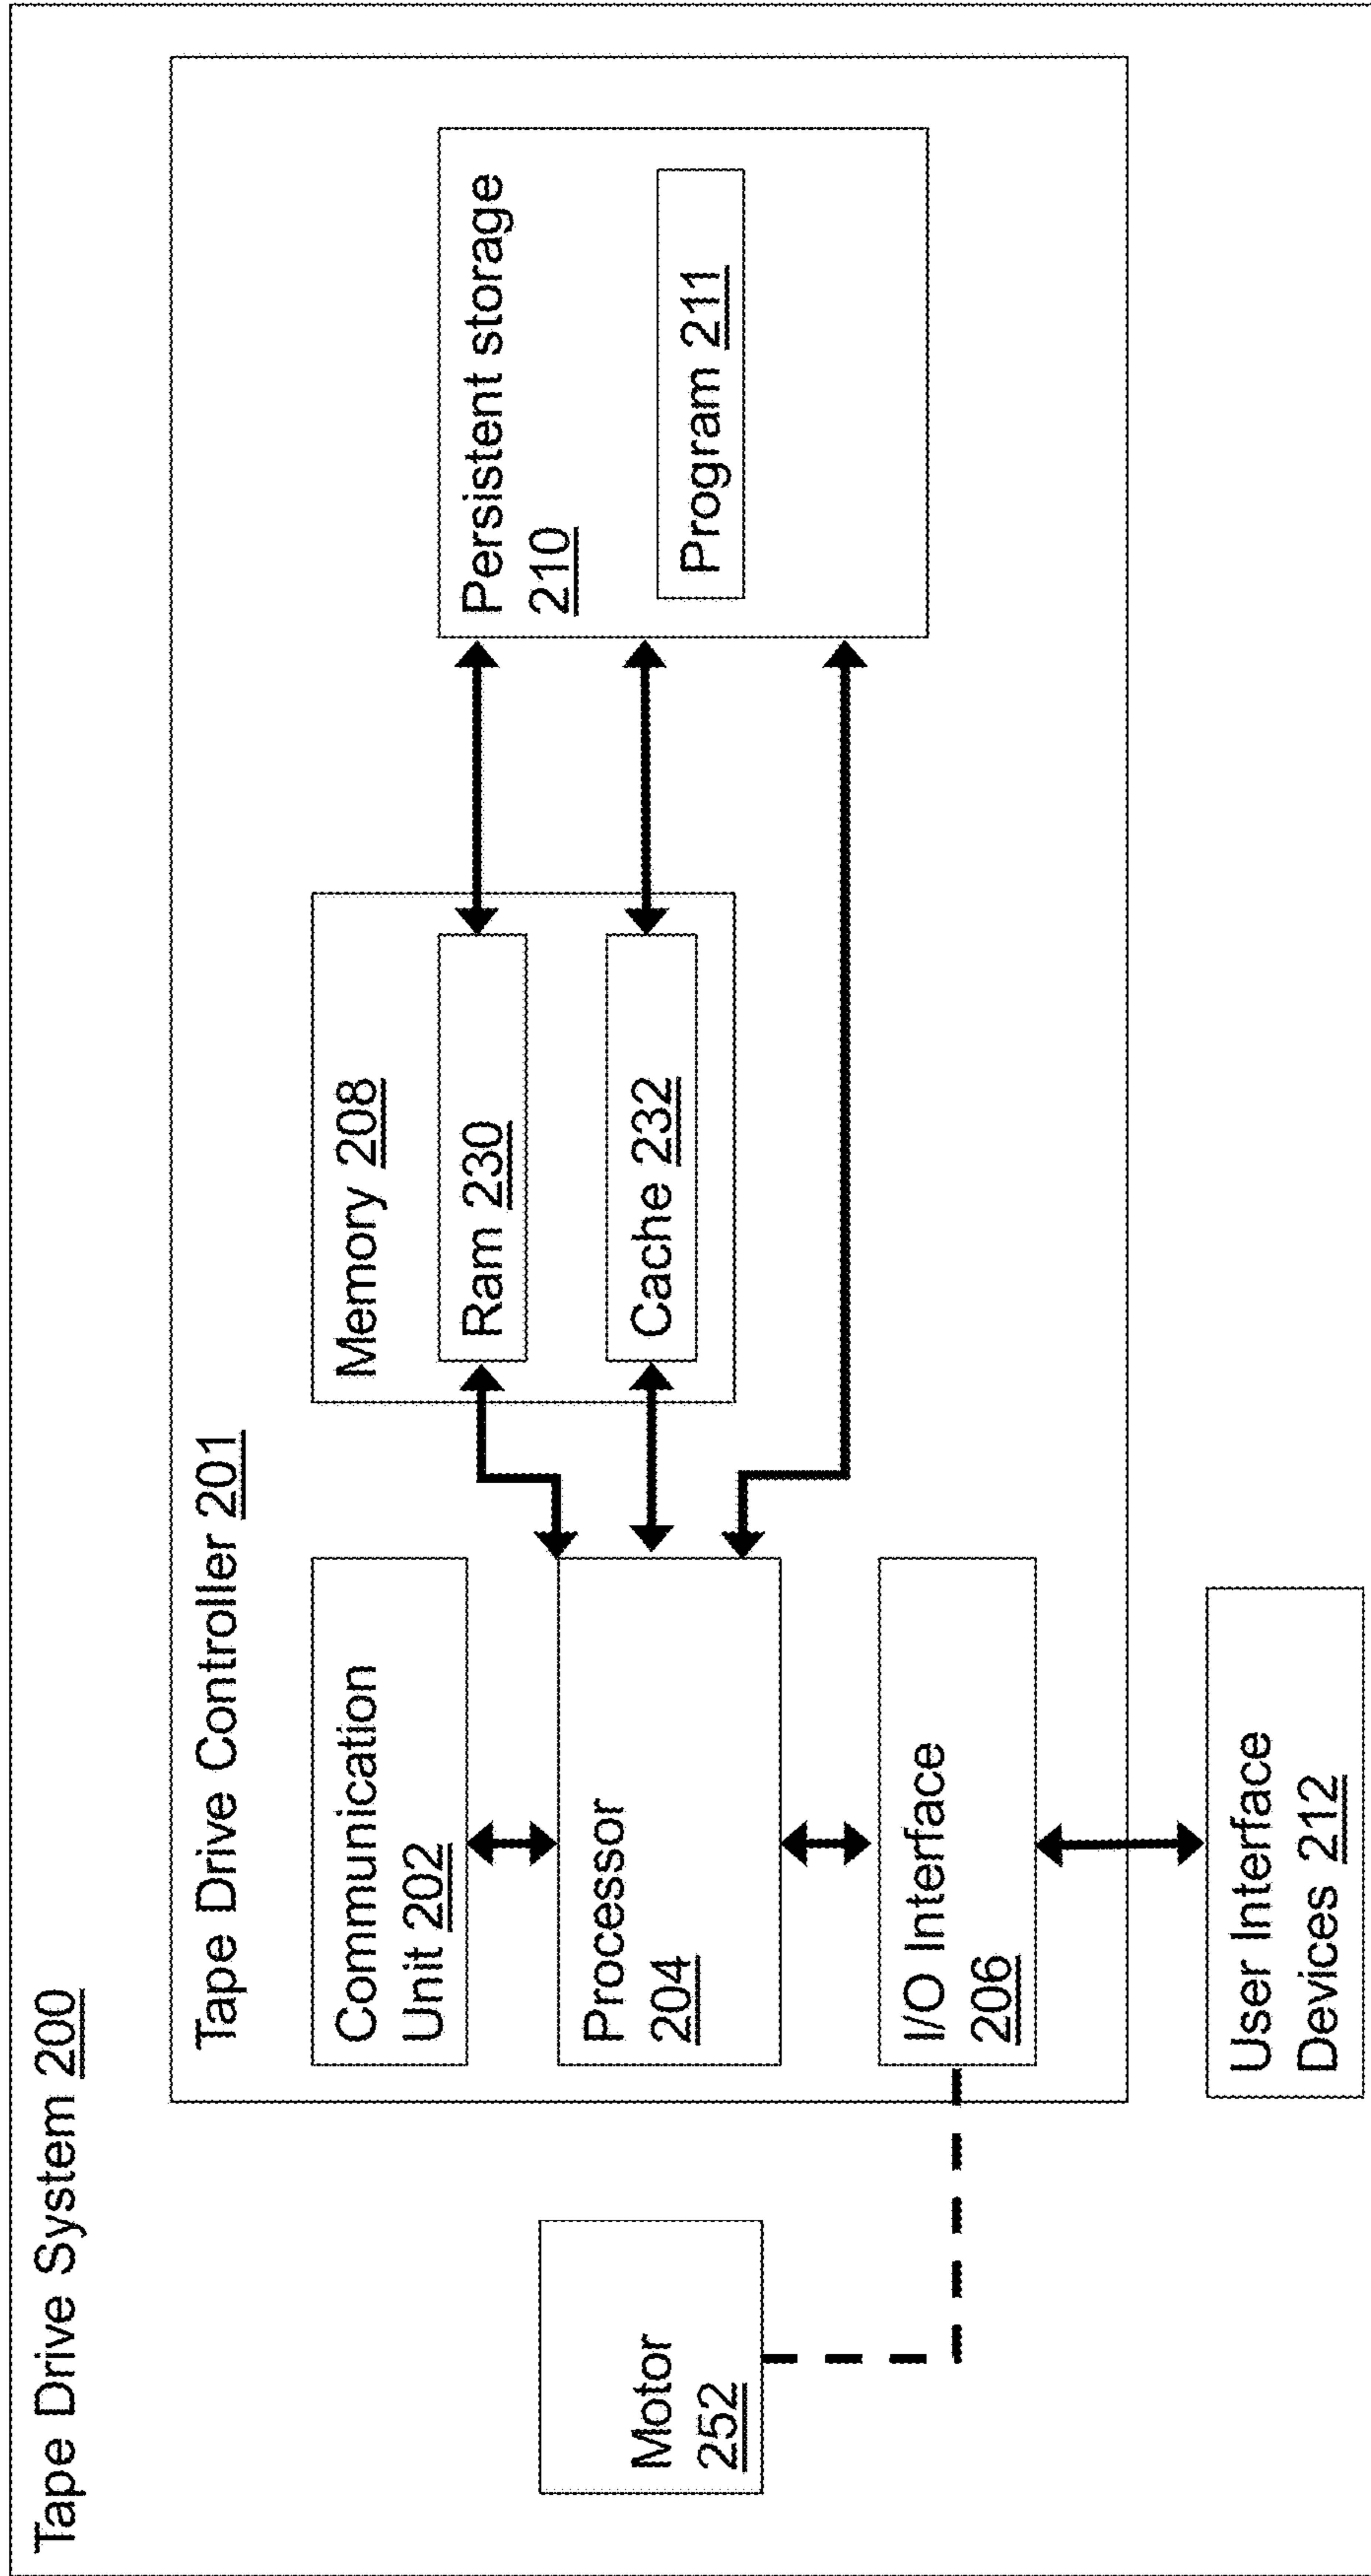 Tape Drive System 200
Tape Drive Controller 201
Communication
Unit 202
Memory 208
Ram 230
Cache 232
Persistent storage
210
Program 211
Processor
204
I/O Interface
206
Motor
252
User Interface
Devices 212